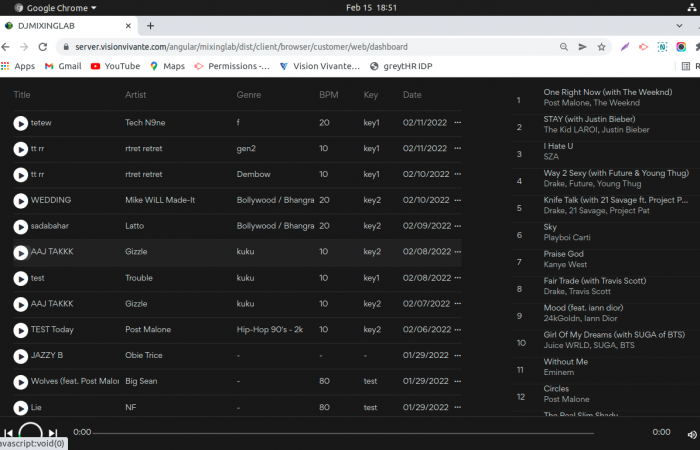 Google Chrome
Feb 15 18:51
DJMIXINGLAB
server.visionvivante.com/angular/mixinglab/dist/client/browser/customer/web/dashboard
Apps Gmail YouTube Maps Permissions -… Vision Vivante… greytHR IDP R
Title Artist Genre BPM Key Date
tetew Tech N9ne f 20 key1 02/11/2022
tt rr rtret retret gen2 10 key1 02/11/2022
tt rr rtret retret Dembow 10 key1 02/10/2022
WEDDING Mike WiLL Made-It Bollywood / Bhangra 20 key2 02/10/2022
sadabahar Latto Bollywood / Bhangra 20 key2 02/09/2022
AAJ TAKKK Gizzle kuku 10 key2 02/08/2022
test Trouble kuku 10 key1 02/08/2022
AAJ TAKKK Gizzle kuku 10 key2 02/07/2022
TEST Today Post Malone Hip-Hop 90's - 2k 10 key2 02/06/2022
JAZZY B Obie Trice - - - 01/29/2022
Wolves (feat. Post Malon Big Sean - 80 test 01/29/2022
Lie NF - 80 test 01/29/2022
1 One Right Now (with The Weeknd)
Post Malone, The Weeknd
2 STAY (with Justin Bieber)
The Kid LAROI, Justin Bieber
3 I Hate U
SZA
4 Way 2 Sexy (with Future & Young Thug)
Drake, Future, Young Thug
5 Knife Talk (with 21 Savage ft. Project P...
Drake, 21 Savage, Project Pat
6 Sky
Playboi Carti
7 Praise God
Kanye West
8 Fair Trade (with Travis Scott)
Drake, Travis Scott
9 Mood (feat. iann dior)
24kGoldn, Iann Dior
10 Girl Of My Dreams (with SUGA of BTS)
Juice WRLD, SUGA, BTS
11 Without Me
Eminem
12 Circles
Post Malone
The Real Slim Shady
0:00 0:00
avascript:void(0)